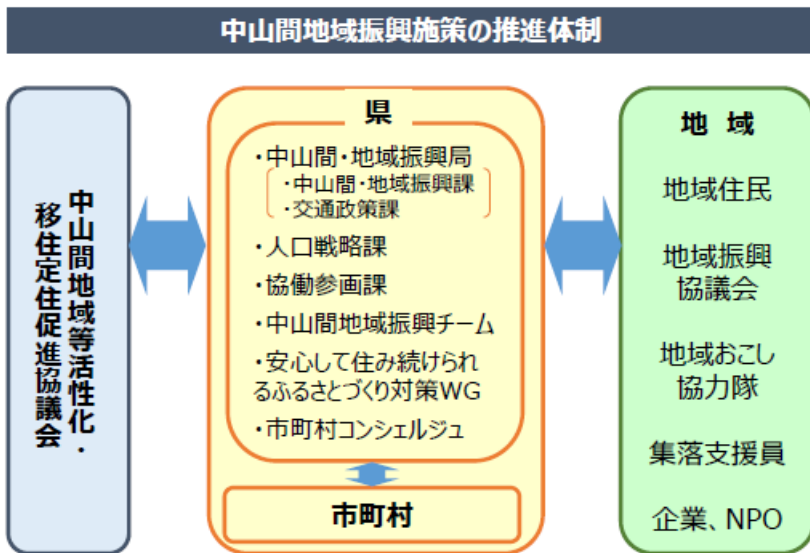 中山間地域振興施策の推進体制
中山間地域等活性化・
移住定住促進協議会
県
・中山間・地域振興局
・中山間・地域振興課
・交通政策課
・人口戦略課
・協働参画課
・中山間地域振興チーム
・安心して住み続けられ
るふるさとづくり対策WG
・市町村コンシェルジュ
市町村
地 域
地域住民
地域振興
協議会
地域おこし
協力隊
集落支援員
企業、NPO